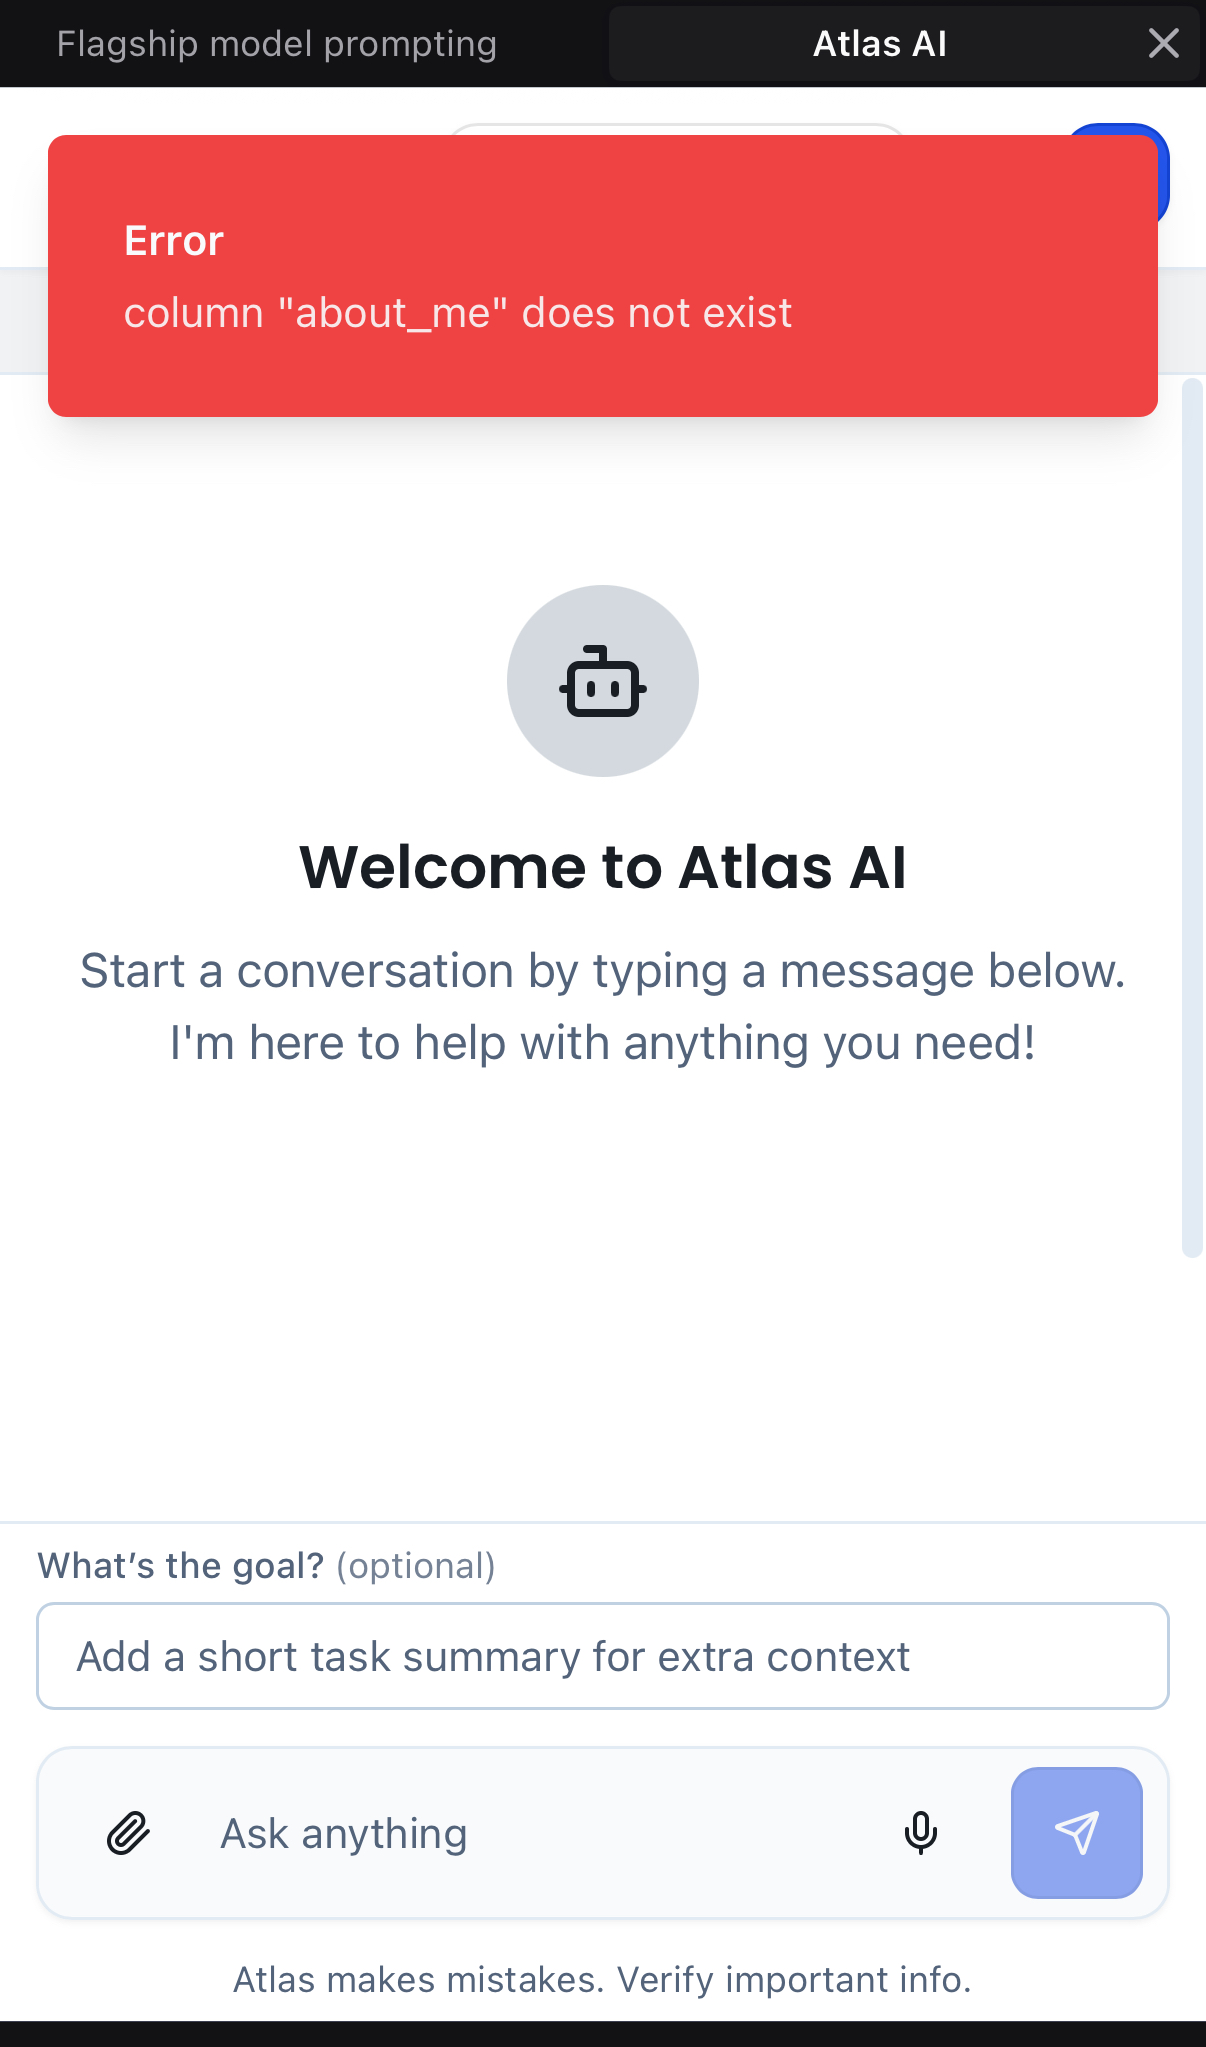 Flagship model prompting
Atlas AI
Error
column "about_me" does not exist
Welcome to Atlas AI
Start a conversation by typing a message below.
I'm here to help with anything you need!
What’s the goal? (optional)
Add a short task summary for extra context
Ask anything
Atlas makes mistakes. Verify important info.